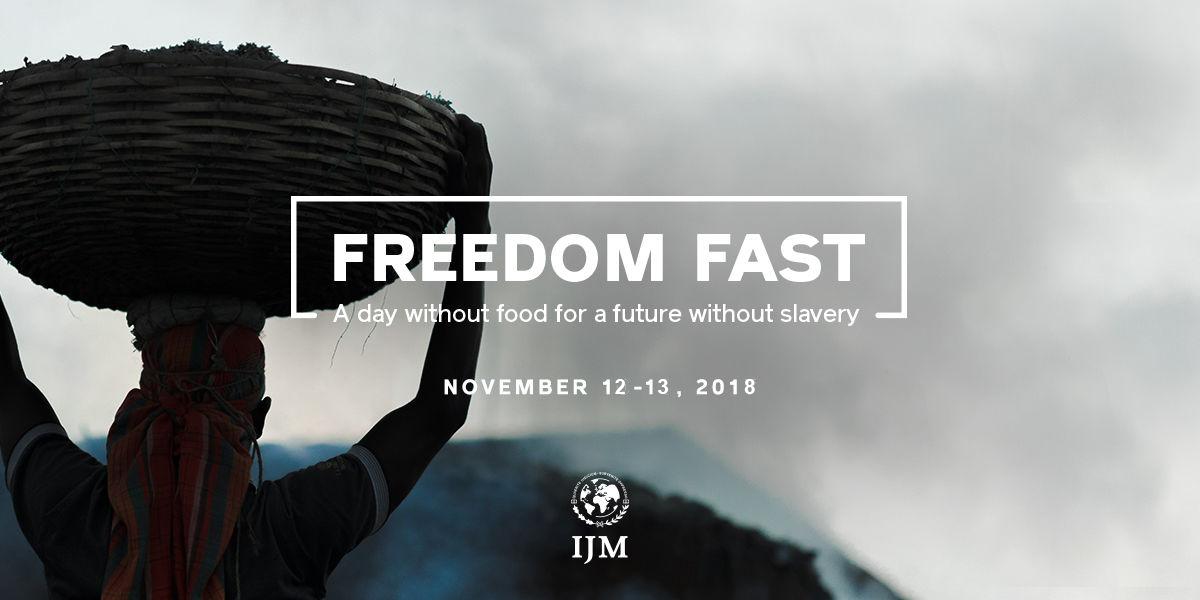 FREEDOM FAST
A day without food for a future without slavery
NOVEMBER 12-13, 2018
IJM